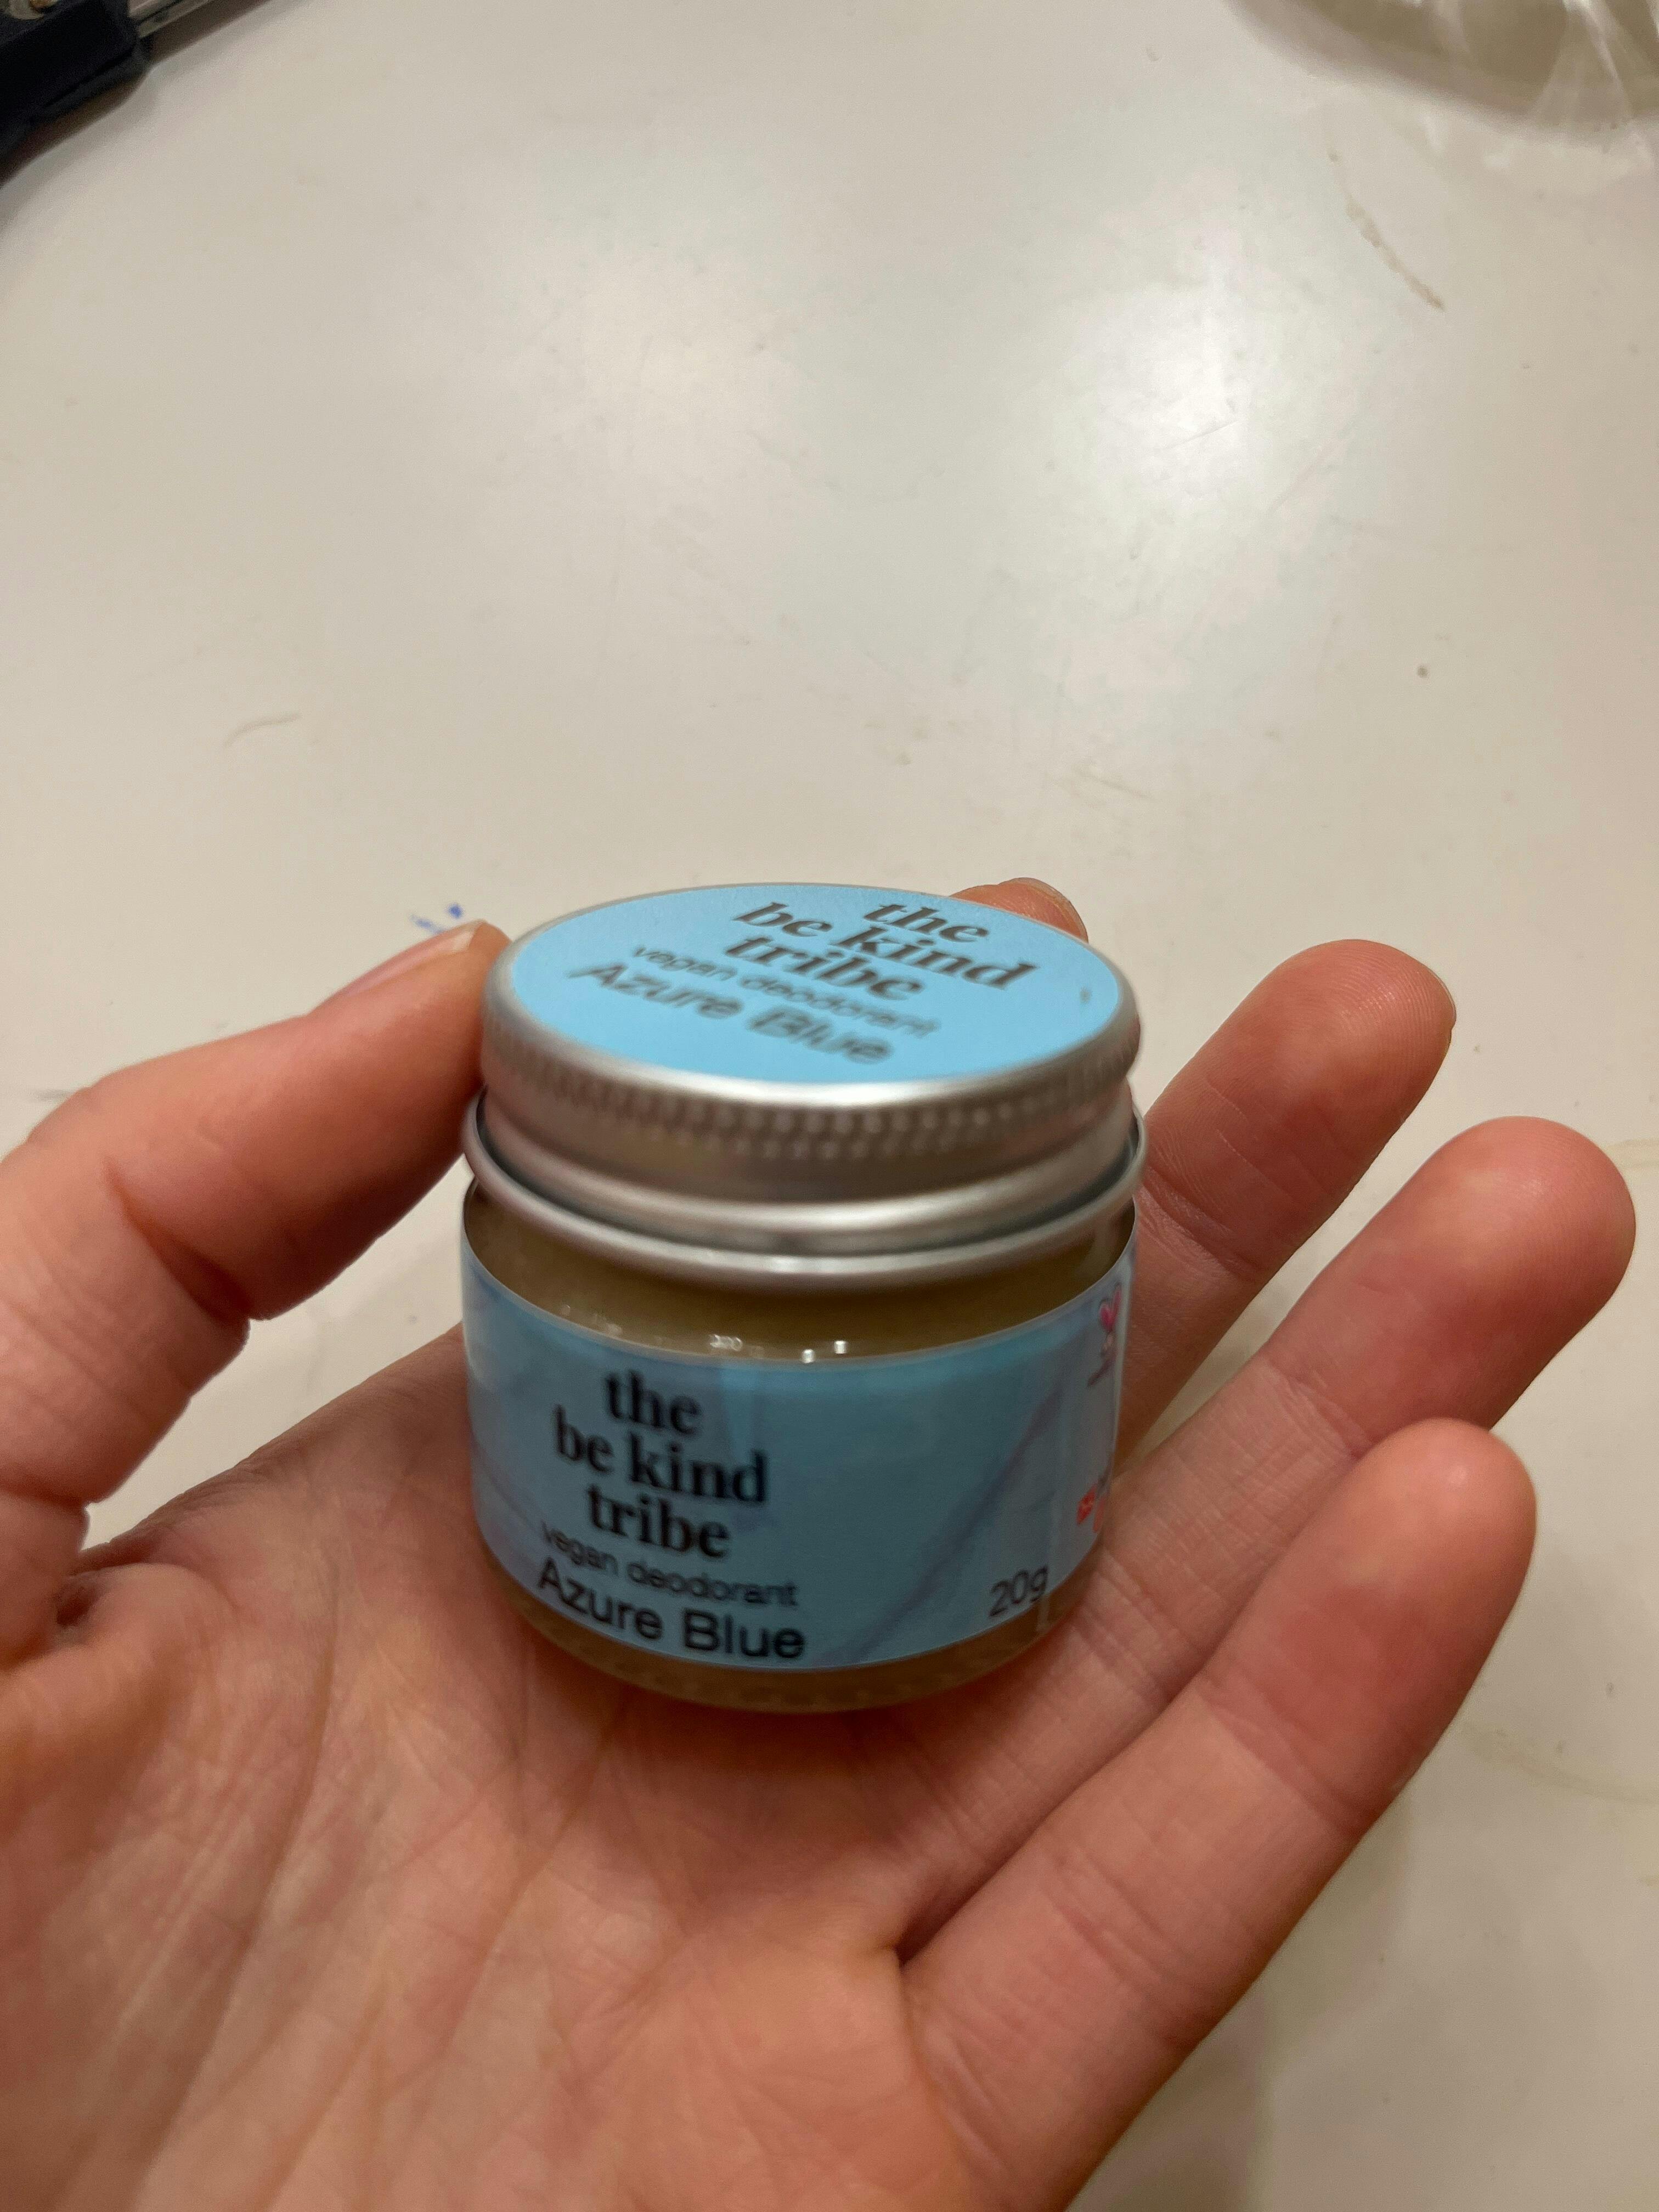 the
be kind
tribe
vegan deodorant
Azure Blue
the
be kind
tribe
vegan deodorant
Azure Blue
20g